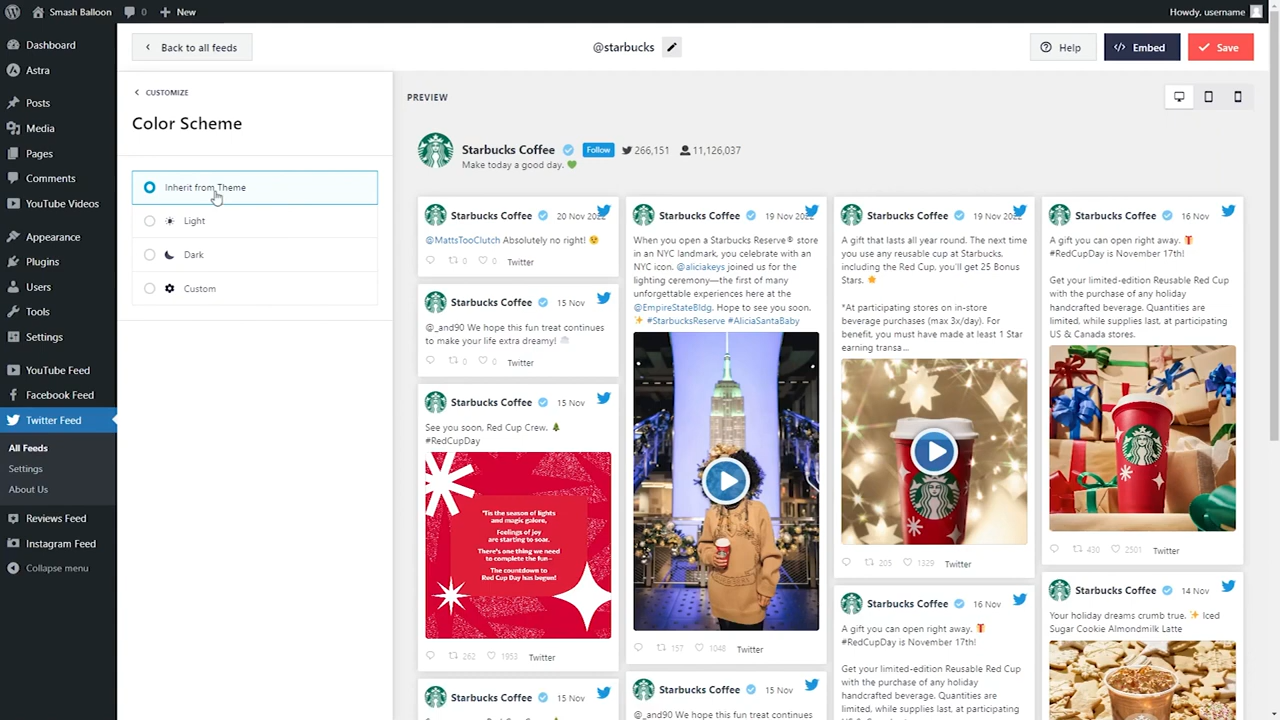 Smash Balloon
0
New
Howdy, username
Dashboard
Astra
Posts
Media
Pages
Comments
YouTube Videos
Appearance
Plugins
Users
Tools
Settings
YouTube Feed
Facebook Feed
Twitter Feed
All Feeds
Settings
About Us
Reviews Feed
Instagram Feed
Collapse menu
Back to all feeds
@starbucks
Help
Embed
Save
CUSTOMIZE
Color Scheme
Inherit from Theme
Light
Dark
Custom
PREVIEW
Starbucks Coffee
Follow
266,151
11,126,037
Make today a good day. 💚
Starbucks Coffee
20 Nov
@MattsTooClutch Absolutely no right! 😉
0
0
Twitter
Starbucks Coffee
15 Nov
@_and90 We hope this fun treat continues
to make your life extra dreamy!
0
0
Twitter
Starbucks Coffee
15 Nov
See you soon, Red Cup Crew. 🎄
#RedCupDay
'Tis the season of lights
and magic galore,
Feelings of joy
are starting to soar.
There's one thing we need
to complete the fun –
The countdown to
Red Cup Day has begun!
262
1953
Twitter
Starbucks Coffee
15 Nov
Starbucks Coffee
19 Nov
When you open a Starbucks Reserve® store
in an NYC landmark, you celebrate with an
NYC icon. @aliciakeys joined us for the
lighting ceremony—the first of many
unforgettable experiences here at the
@EmpireStateBldg. Hope to see you soon.
✨ #StarbucksReserve #AliciaSantaBaby
157
1048
Twitter
Starbucks Coffee
15 Nov
@_and90 We hope this fun treat continues
Starbucks Coffee
19 Nov
A gift that lasts all year round. The next time
you use any reusable cup at Starbucks,
including the Red Cup, you'll get 25 Bonus
Stars. 🌟
*At participating stores on in-store
beverage purchases (max 3x/day). For
benefit, you must have made at least 1 Star
earning transa...
205
1329
Twitter
Starbucks Coffee
16 Nov
A gift you can open right away. 🎁
#RedCupDay is November 17th!
Get your limited-edition Reusable Red Cup
with the purchase of any holiday
handcrafted beverage. Quantities are
limited, while supplies last, at participating
Starbucks Coffee
16 Nov
A gift you can open right away. 🎁
#RedCupDay is November 17th!
Get your limited-edition Reusable Red Cup
with the purchase of any holiday
handcrafted beverage. Quantities are
limited, while supplies last, at participating
US & Canada stores.
430
2501
Twitter
Starbucks Coffee
14 Nov
Your holiday dreams crumb true. ✨ Iced
Sugar Cookie Almondmilk Latte